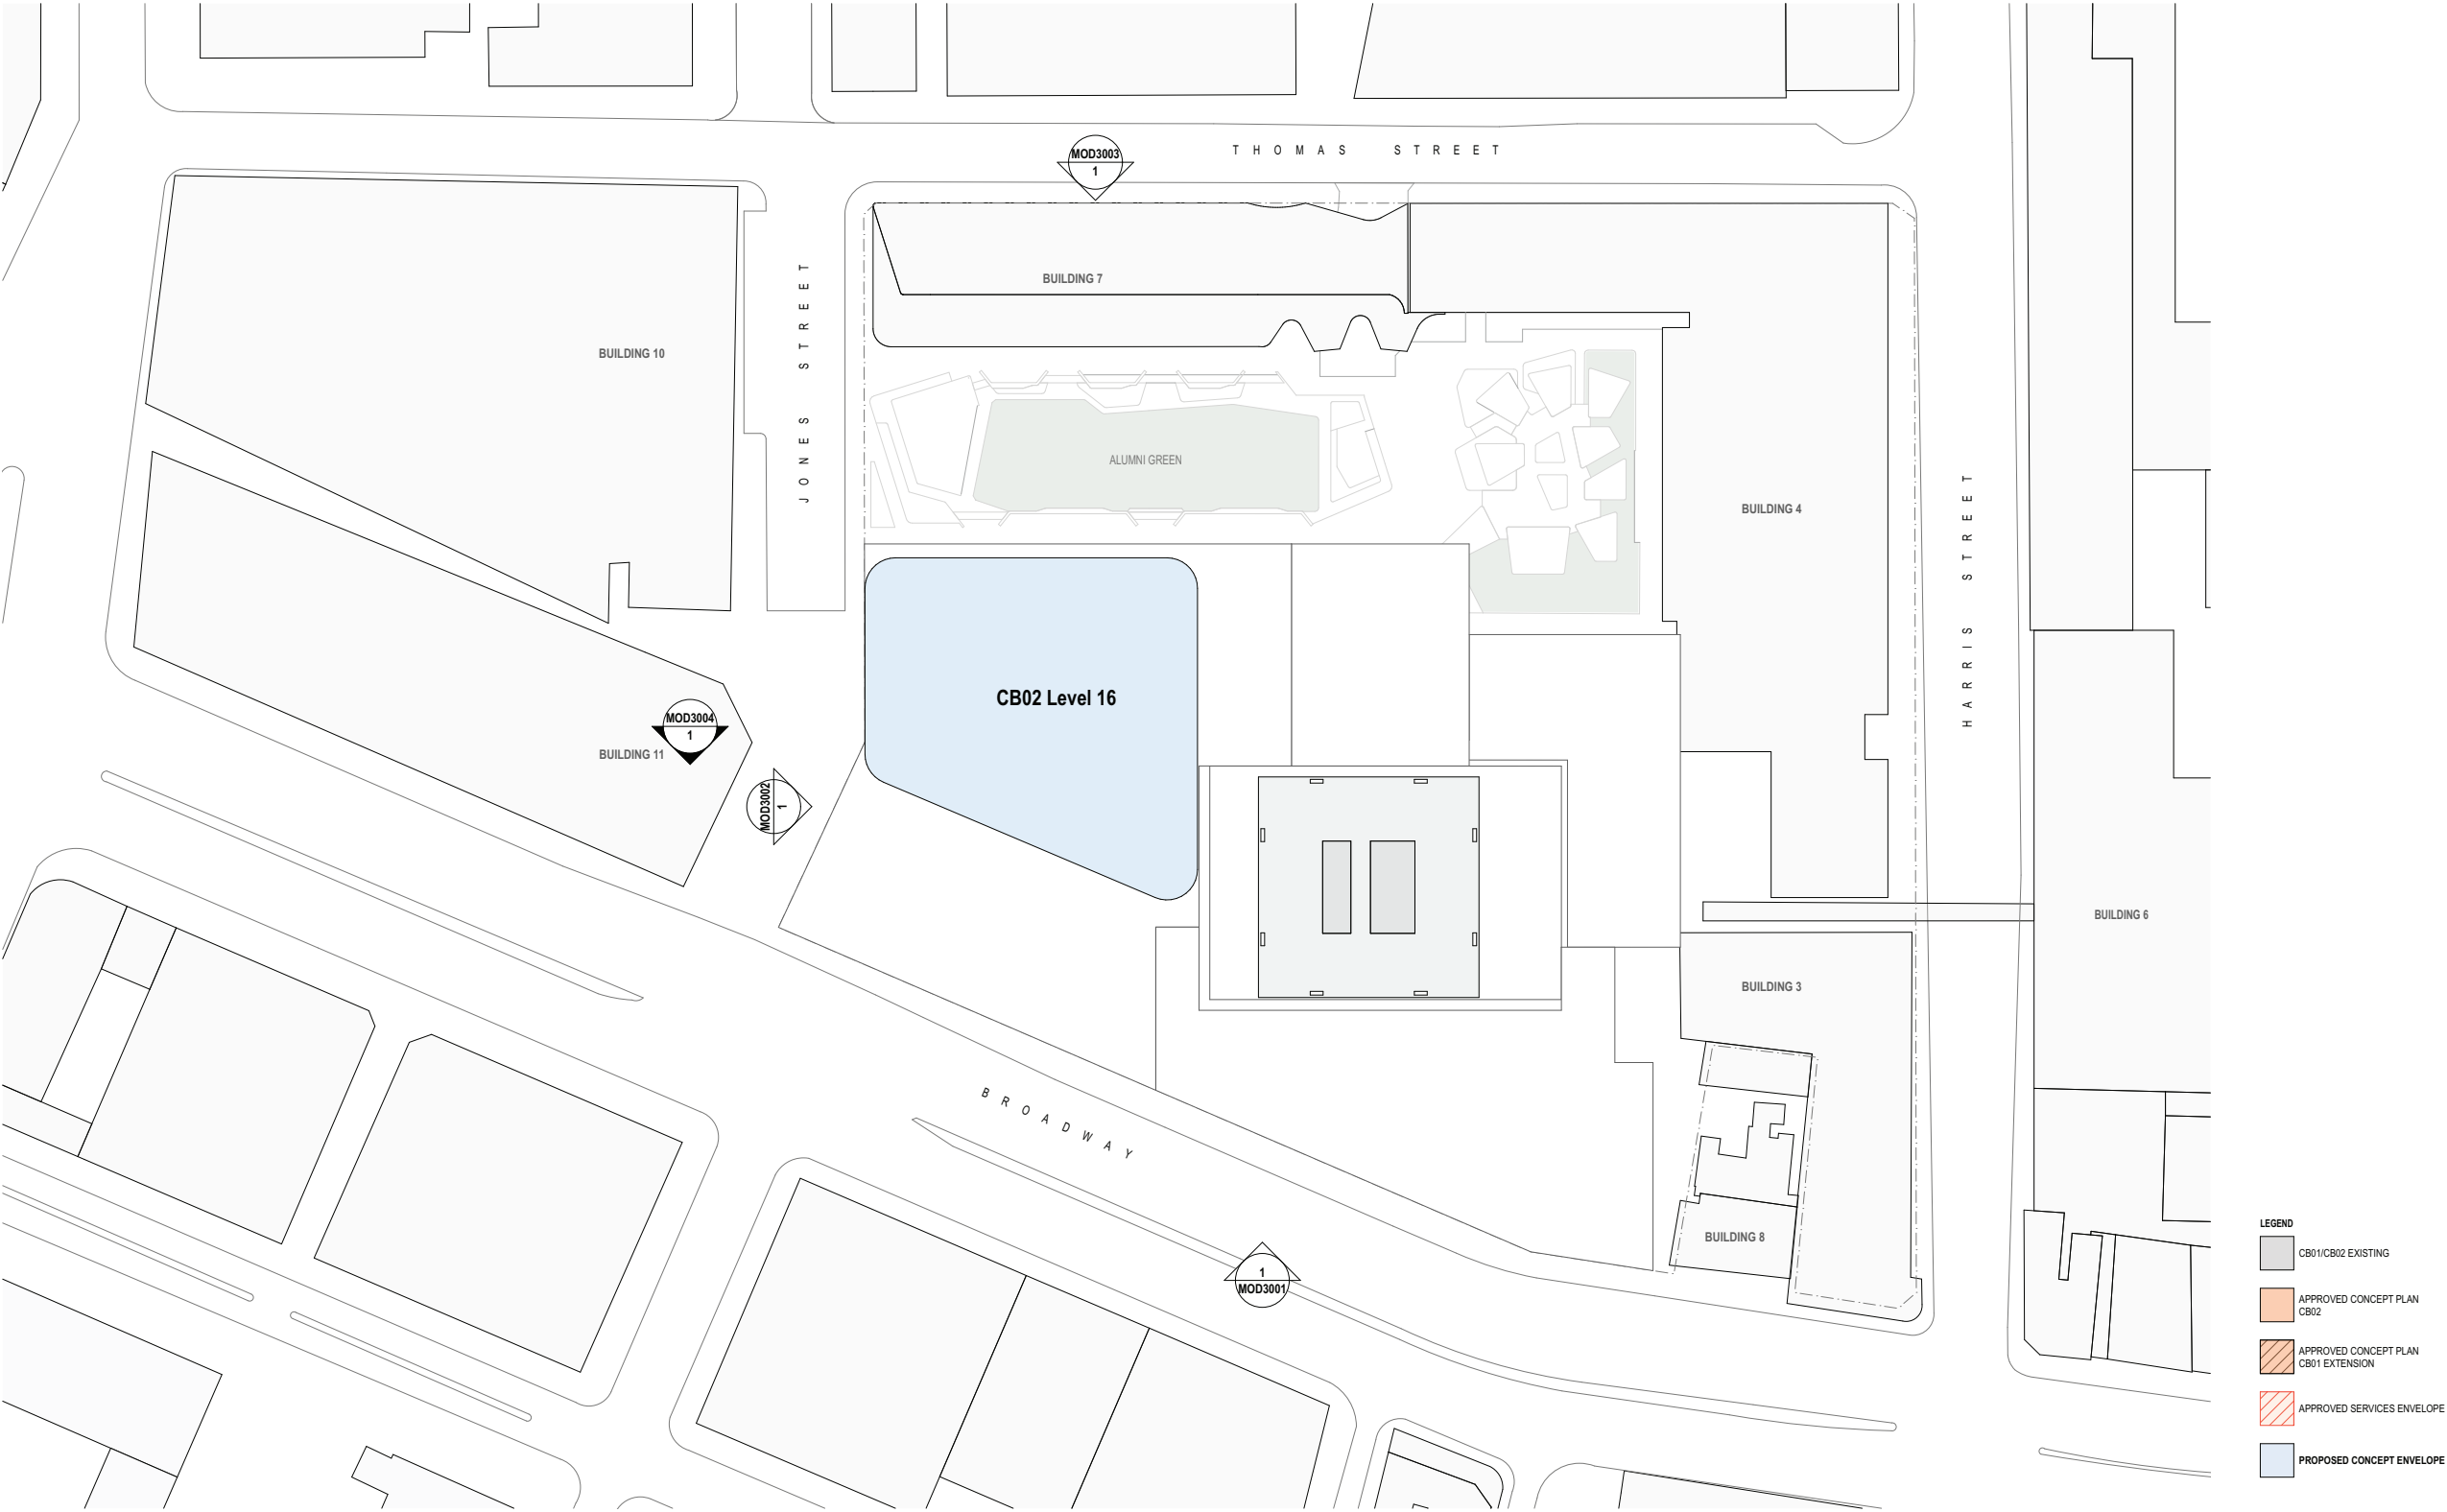 MOD3003
1
THOMAS STREET
BUILDING 7
JONES STREET
BUILDING 10
ALUMNI GREEN
BUILDING 4
HARRIS STREET
CB02 Level 16
MOD3004
1
BUILDING 11
MOD3002
1
BUILDING 6
BUILDING 3
BROADWAY
BUILDING 8
1
MOD3001
LEGEND
CB01/CB02 EXISTING
APPROVED CONCEPT PLAN
CB02
APPROVED CONCEPT PLAN
CB01 EXTENSION
APPROVED SERVICES ENVELOPE
PROPOSED CONCEPT ENVELOPE